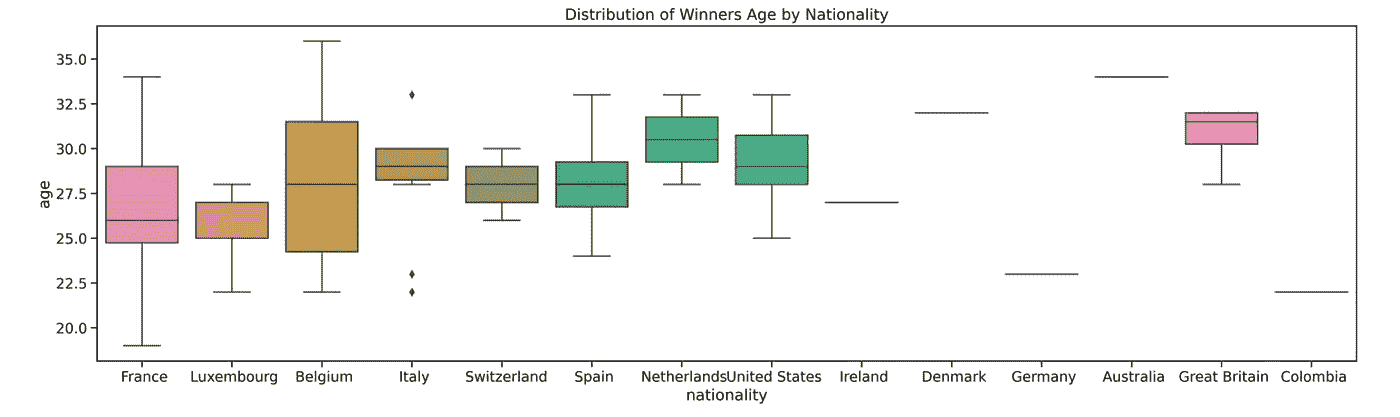 Distribution of Winners Age by Nationality
35.0
32.5
30.0
27.5
25.0
22.5
20.0
age
France Luxembourg Belgium Italy Switzerland Spain Netherlands United States Ireland Denmark Germany Australia Great Britain Colombia
nationality